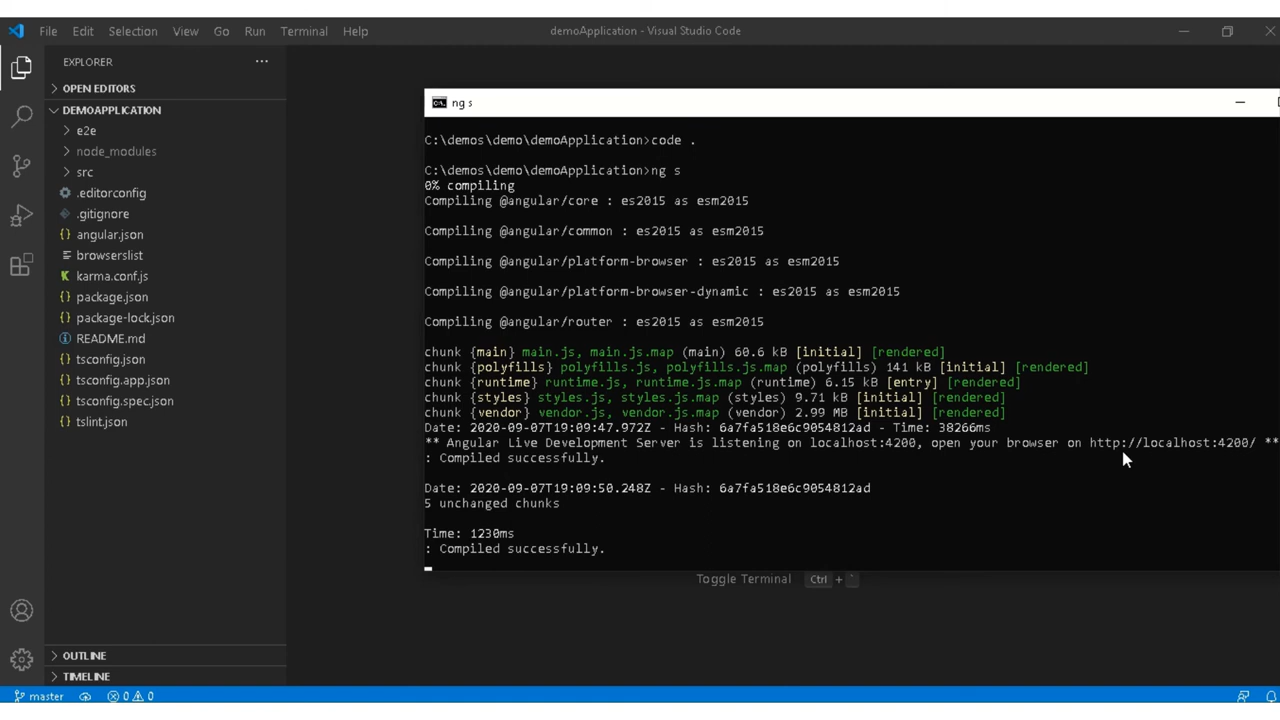 File Edit Selection View Go Run Terminal Help
demoApplication - Visual Studio Code
EXPLORER
OPEN EDITORS
DEMOAPPLICATION
e2e
node_modules
src
.editorconfig
.gitignore
angular.json
browserslist
karma.conf.js
package.json
package-lock.json
README.md
tsconfig.json
tsconfig.app.json
tsconfig.spec.json
tslint.json
OUTLINE
TIMELINE
ng s
C:\demos\demo\demoApplication>code .
C:\demos\demo\demoApplication>ng s
0% compiling
Compiling @angular/core : es2015 as esm2015
Compiling @angular/common : es2015 as esm2015
Compiling @angular/platform-browser : es2015 as esm2015
Compiling @angular/platform-browser-dynamic : es2015 as esm2015
Compiling @angular/router : es2015 as esm2015
chunk {main} main.js, main.js.map (main) 60.6 kB [initial] [rendered]
chunk {polyfills} polyfills.js, polyfills.js.map (polyfills) 141 kB [initial] [rendered]
chunk {runtime} runtime.js, runtime.js.map (runtime) 6.15 kB [entry] [rendered]
chunk {styles} styles.js, styles.js.map (styles) 9.71 kB [initial] [rendered]
chunk {vendor} vendor.js, vendor.js.map (vendor) 2.99 MB [initial] [rendered]
Date: 2020-09-07T19:09:47.972Z - Hash: 6a7fa518e6c9054812ad - Time: 38266ms
** Angular Live Development Server is listening on localhost:4200, open your browser on http://localhost:4200/ **
: Compiled successfully.
Date: 2020-09-07T19:09:50.248Z - Hash: 6a7fa518e6c9054812ad
5 unchanged chunks
Time: 1230ms
: Compiled successfully.
Toggle Terminal Ctrl + `
master 0 0